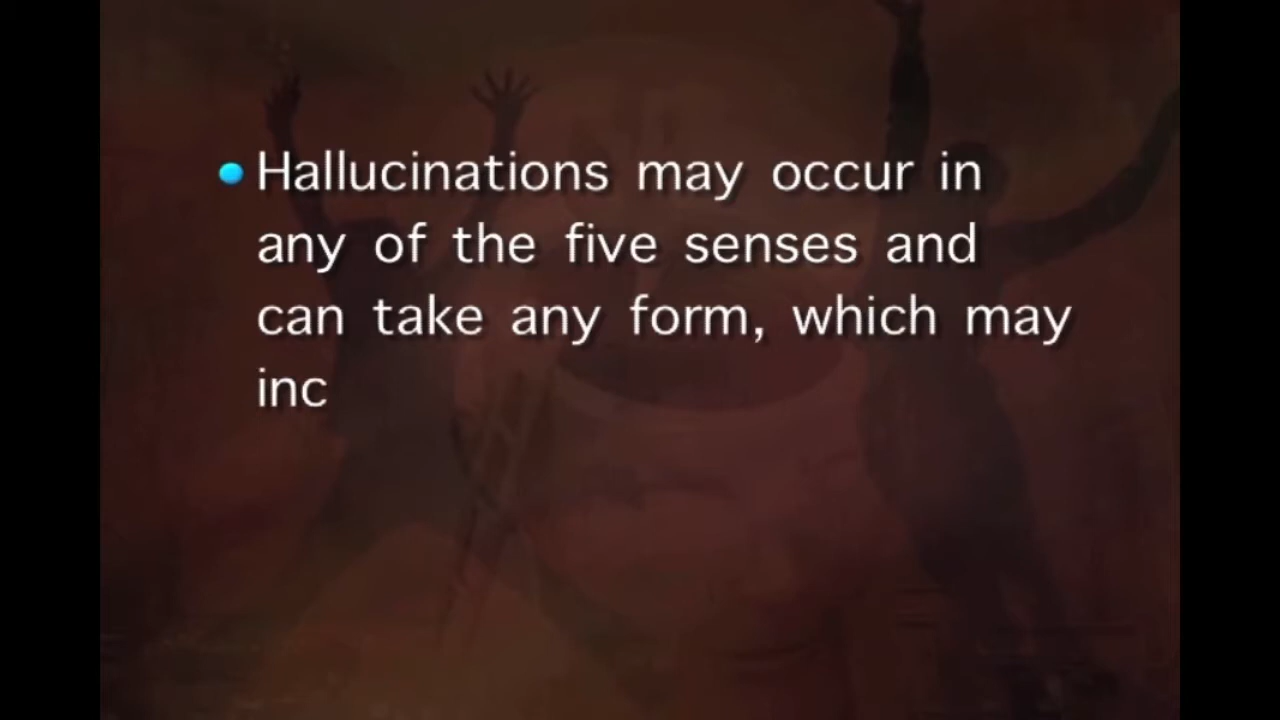 Hallucinations may occur in
any of the five senses and
can take any form, which may
inc